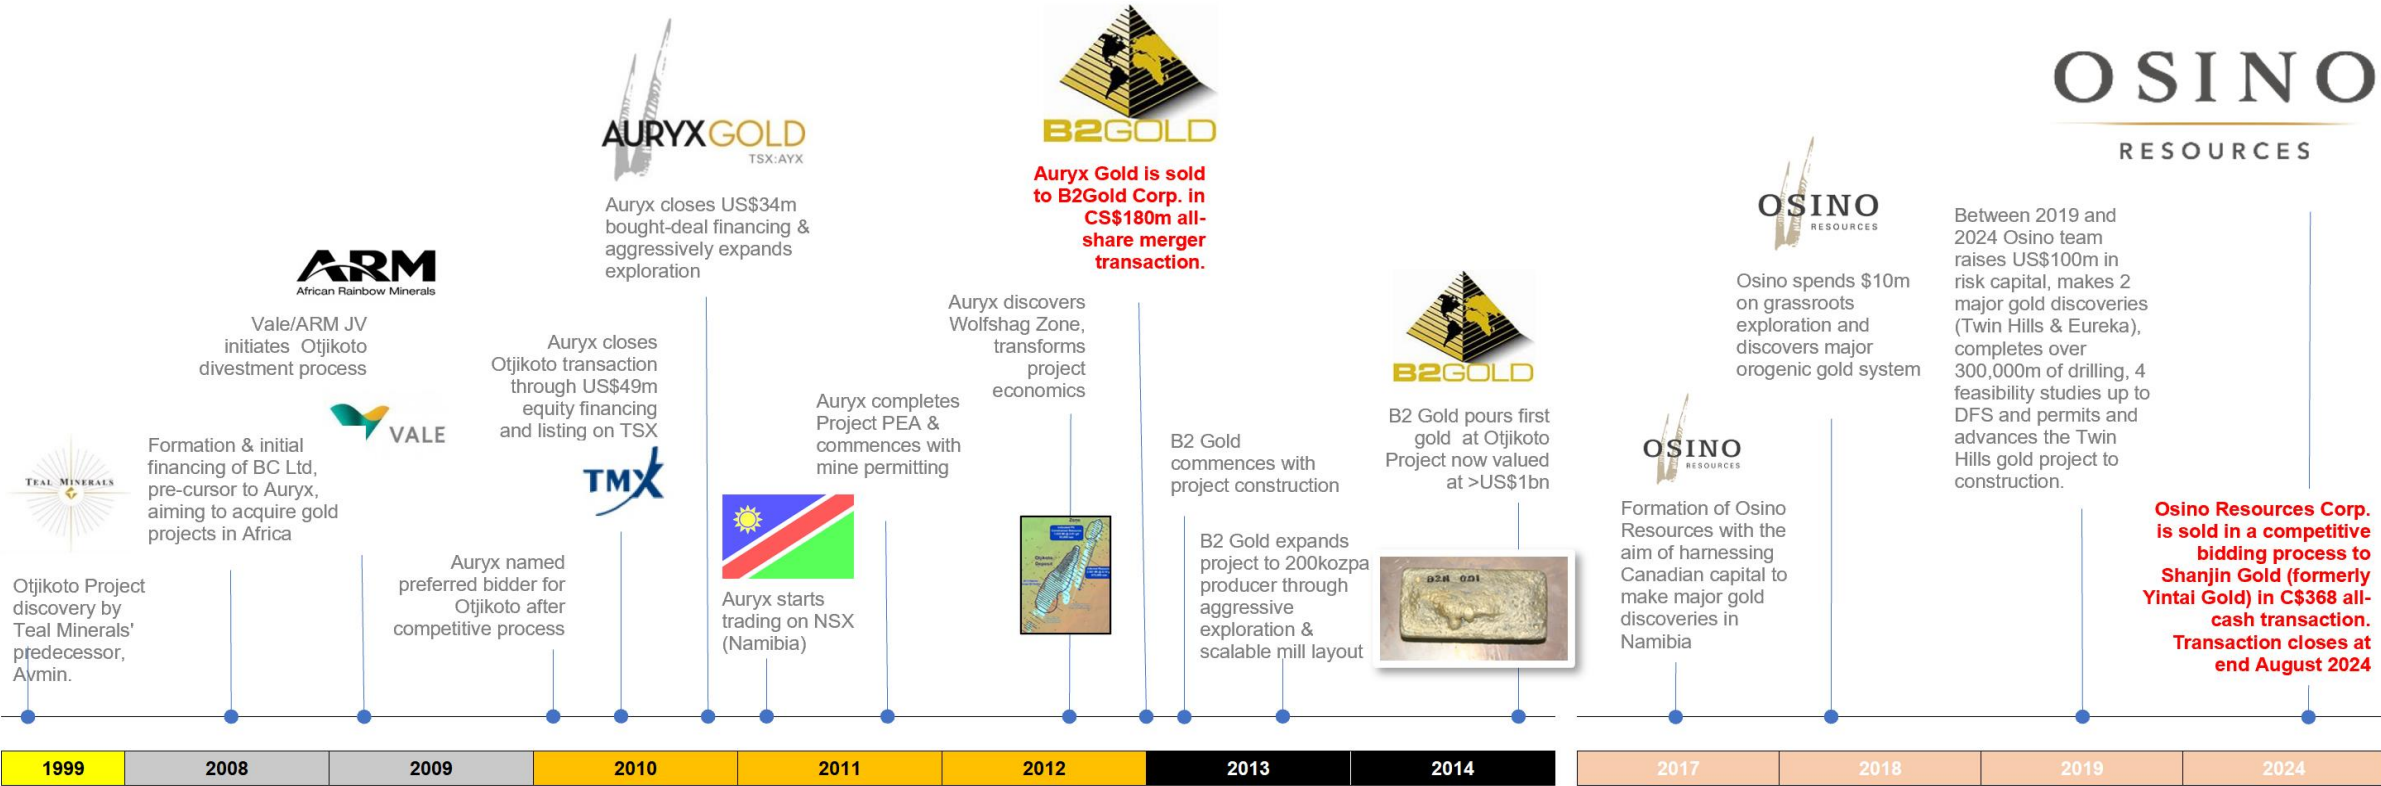 TEAL MINERALS
Otjikoto Project
discovery by
Teal Minerals'
predecessor,
Avmin.
Formation & initial
financing of BC Ltd,
pre-cursor to Auryx,
aiming to acquire gold
projects in Africa
ARM
African Rainbow Minerals
Vale/ARM JV
initiates Otjikoto
divestment process
VALE
Auryx named
preferred bidder for
Otjikoto after
competitive process
Auryx closes
Otjikoto transaction
through US$49m
equity financing
and listing on TSX
TMX
AURYXGOLD
TSX:AYX
Auryx closes US$34m
bought-deal financing &
aggressively expands
exploration
Auryx starts
trading on NSX
(Namibia)
Auryx completes
Project PEA &
commences with
mine permitting
Auryx discovers
Wolfshag Zone,
transforms
project
economics
B2GOLD
Auryx Gold is sold
to B2Gold Corp. in
CS$180m all-
share merger
transaction.
B2 Gold
commences with
project construction
B2 Gold expands
project to 200kozpa
producer through
aggressive
exploration &
scalable mill layout
B2GOLD
B2 Gold pours first
gold at Otjikoto
Project now valued
at >US$1bn
OSINO
RESOURCES
Formation of Osino
Resources with the
aim of harnessing
Canadian capital to
make major gold
discoveries in
Namibia
OSINO
RESOURCES
Osino spends $10m
on grassroots
exploration and
discovers major
orogenic gold system
Between 2019 and
2024 Osino team
raises US$100m in
risk capital, makes 2
major gold discoveries
(Twin Hills & Eureka),
completes over
300,000m of drilling, 4
feasibility studies up to
DFS and permits and
advances the Twin
Hills gold project to
construction.
OSINO
RESOURCES
Osino Resources Corp.
is sold in a competitive
bidding process to
Shanjin Gold (formerly
Yintai Gold) in C$368 all-
cash transaction.
Transaction closes at
end August 2024
1999
2008
2009
2010
2011
2012
2013
2014
2017
2018
2019
2024